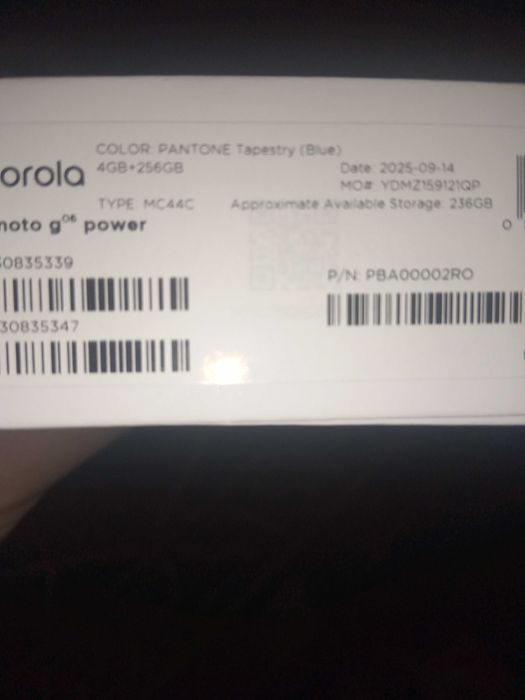 COLOR: PANTONE Tapestry (Blue)
orola
4GB+256GB
Date: 2025-09-14
MO#: YDMZ159121QP
TYPE: MC44C
Approximate Available Storage: 236GB
moto g06 power
0
30835339
P/N: PBA00002RO
30835347